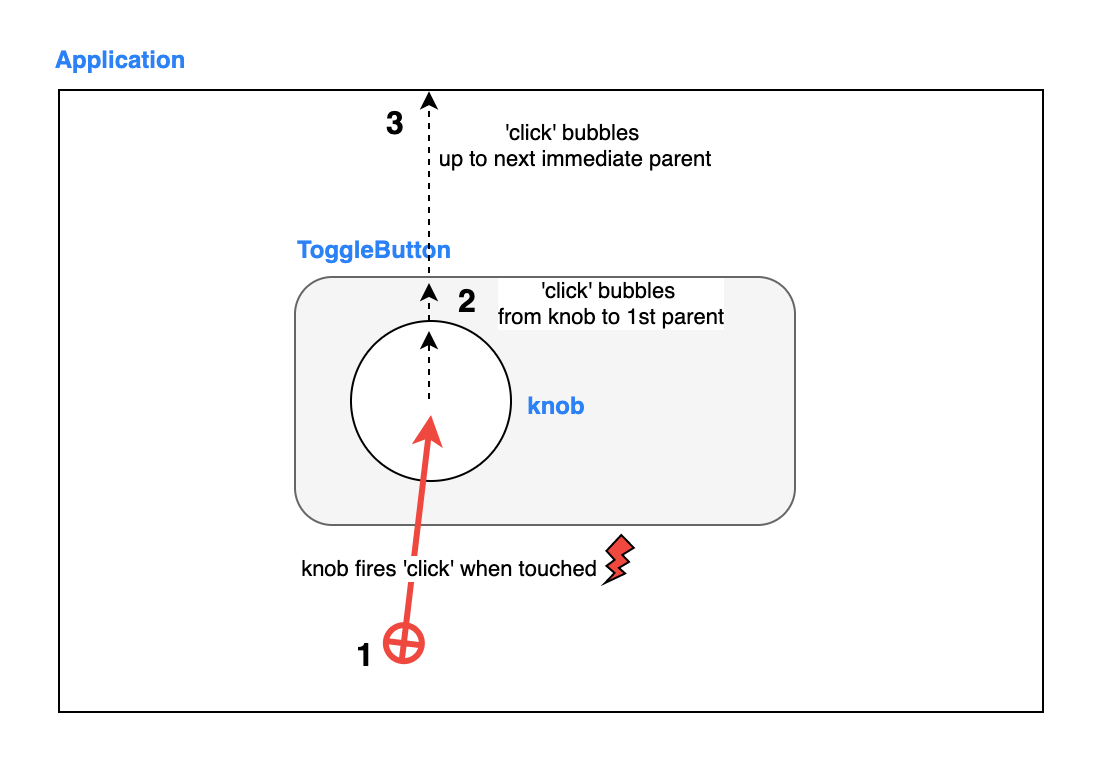 Application
3
'click' bubbles
up to next immediate parent
ToggleButton
2
'click' bubbles
from knob to 1st parent
knob
knob fires 'click' when touched
1